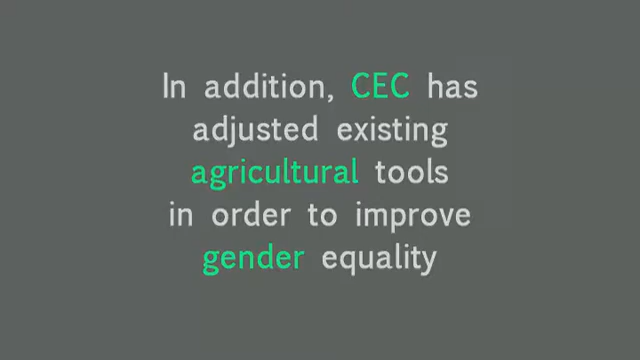 In addition, CEC has
adjusted existing
agricultural tools
in order to improve
gender equality